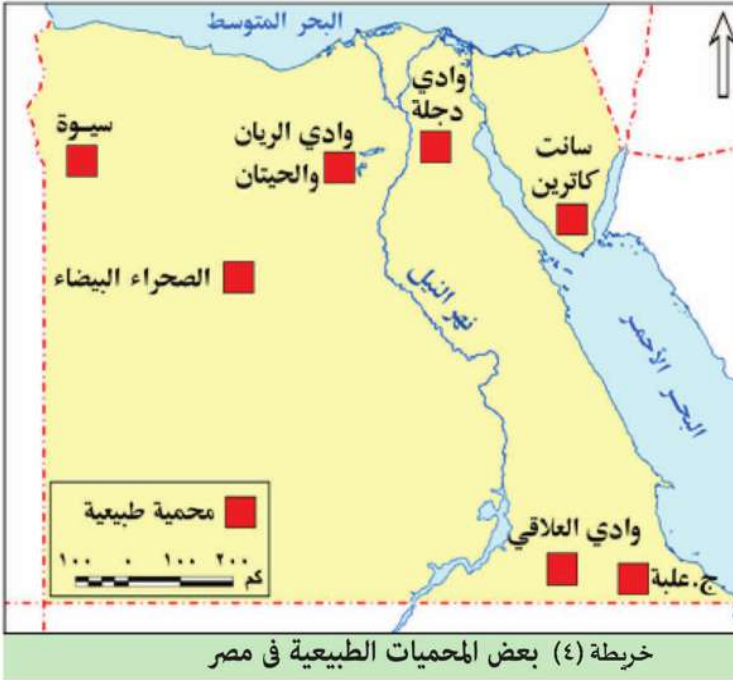 البحر المتوسط
وادي
دجلة
سيوة
وادي الريان
والحيتان
سانت
كاترين
الصحراء البيضاء
نهر النيل
البحر الأحمر
محمية طبيعية
١٠٠ ٠ ١٠٠ ٢٠٠
كم
وادي العلاقي
ج.علبة
خريطة (٤) بعض المحميات الطبيعية فى مصر